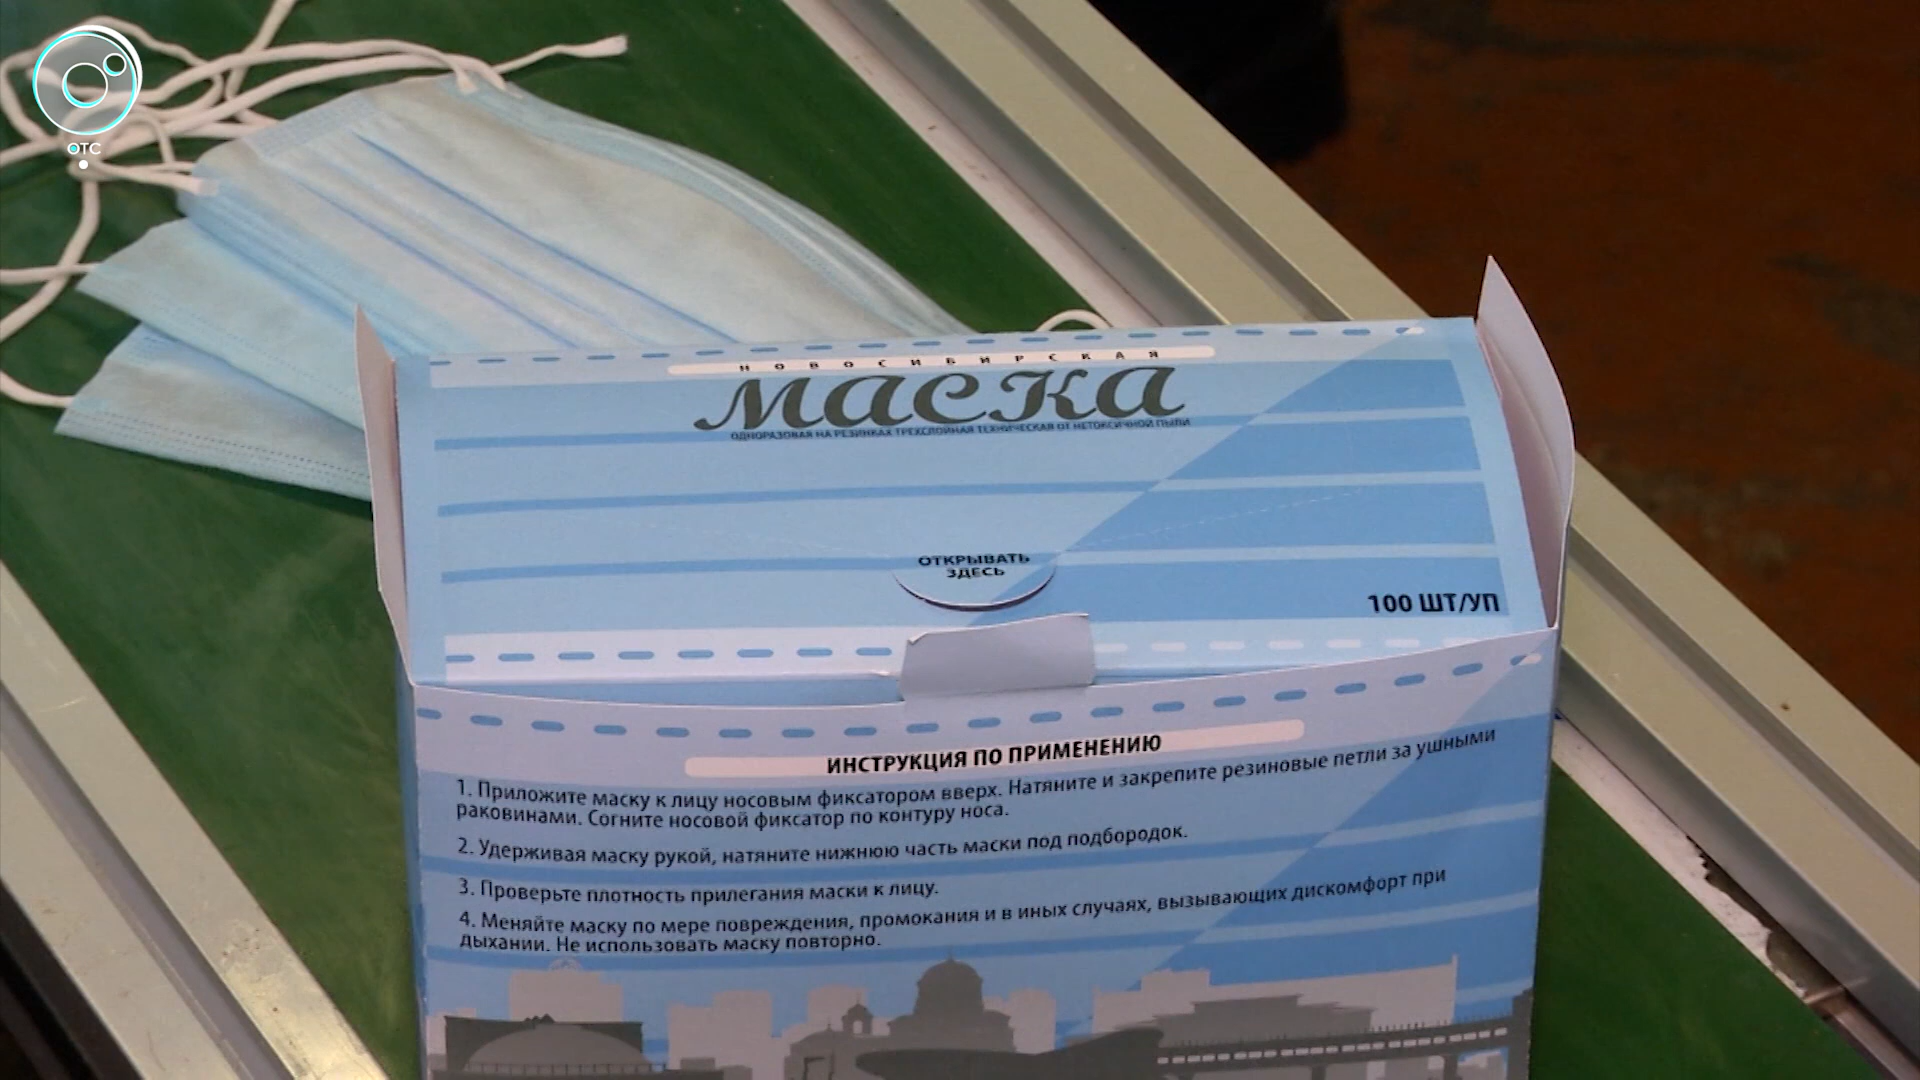 ОТС
НОВОСИБИРСКАЯ
маска
ОДНОРАЗОВАЯ НА РЕЗИНКАХ ТРЕХСЛОЙНАЯ ТЕХНИЧЕСКАЯ ОТ НЕТОКСИЧНОЙ ПЫЛИ
ОТКРЫВАТЬ
ЗДЕСЬ
100 ШТ/УП
ИНСТРУКЦИЯ ПО ПРИМЕНЕНИЮ
1. Приложите маску к лицу носовым фиксатором вверх. Натяните и закрепите резиновые петли за ушными
раковинами. Согните носовой фиксатор по контуру носа.
2. Удерживая маску рукой, натяните нижнюю часть маски под подбородок.
3. Проверьте плотность прилегания маски к лицу.
4. Меняйте маску по мере повреждения, промокания и в иных случаях, вызывающих дискомфорт при
дыхании. Не использовать маску повторно.